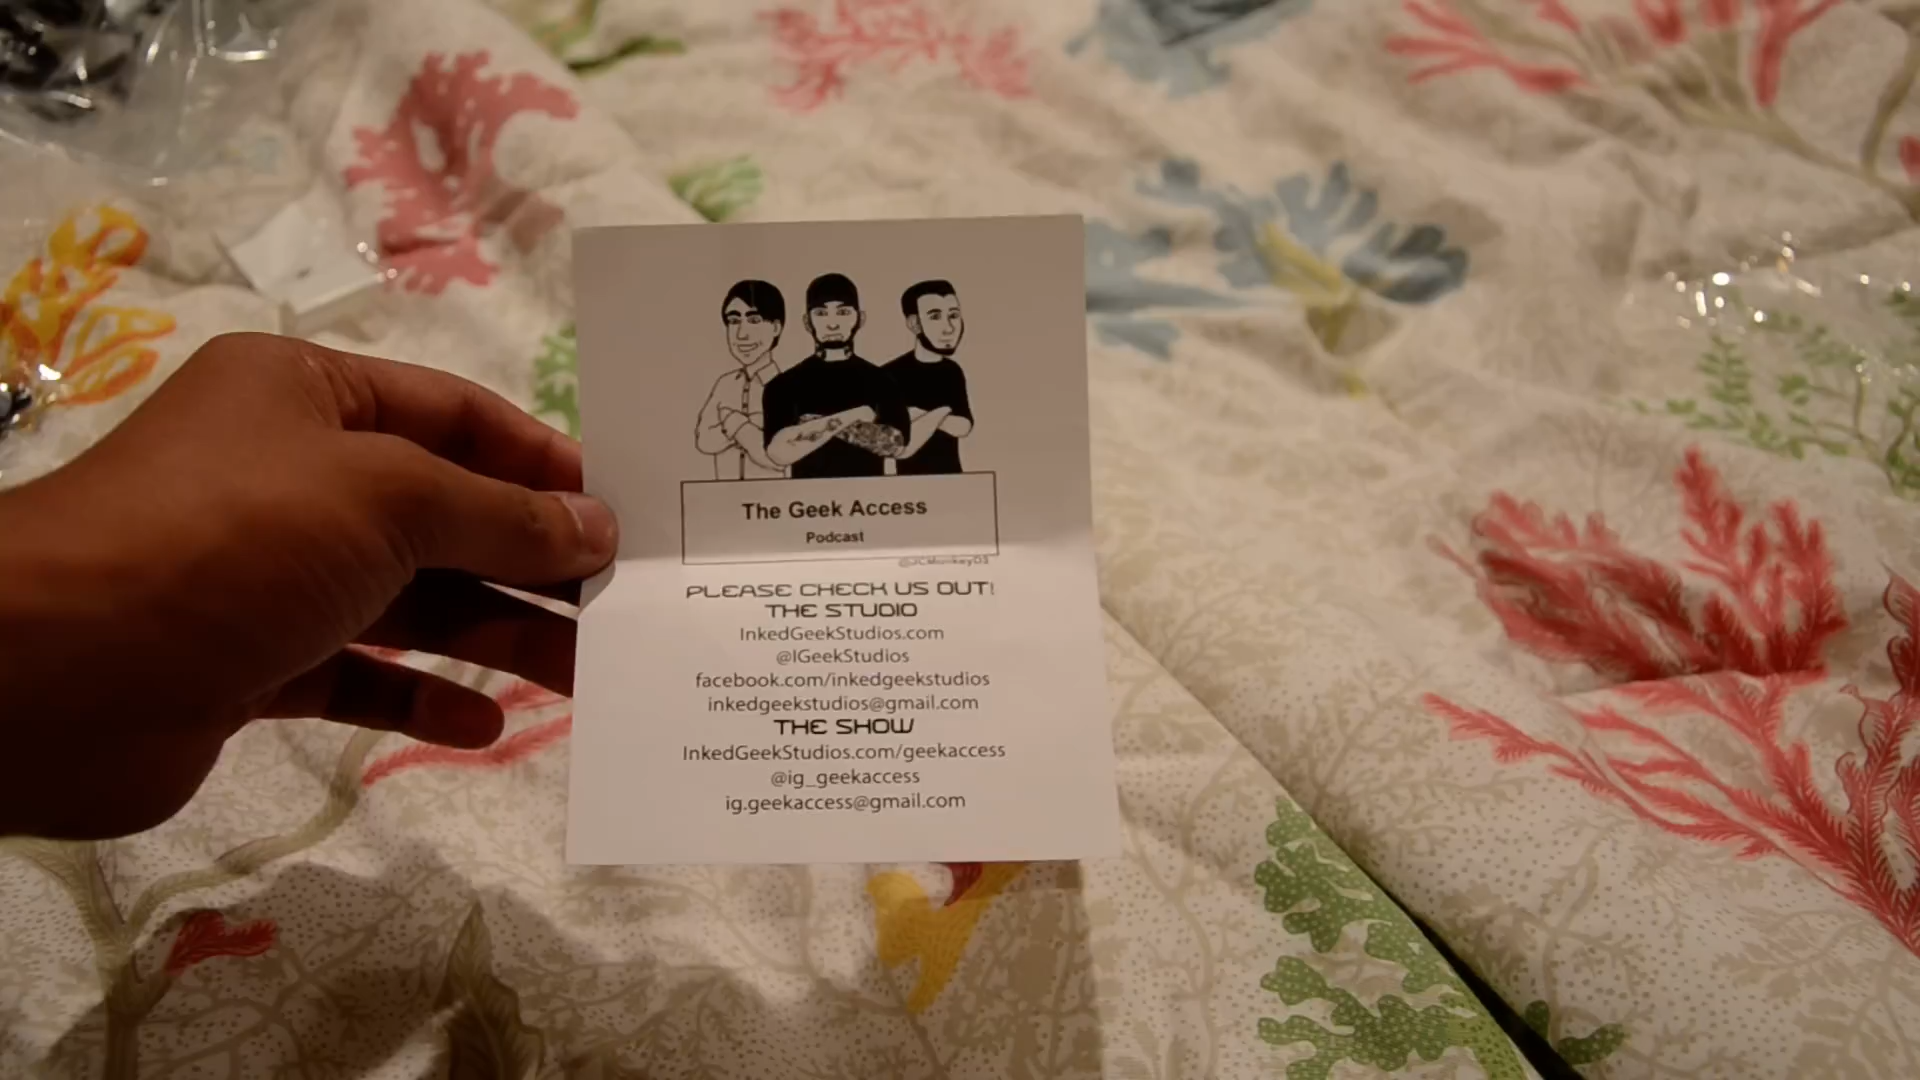 The Geek Access
Podcast
@JCMonkeyDS
PLEASE CHECK US OUT!
THE STUDIO
InkedGeekStudios.com
@IGeekStudios
facebook.com/inkedgeekstudios
inkedgeekstudios@gmail.com
THE SHOW
InkedGeekStudios.com/geekaccess
@ig_geekaccess
ig.geekaccess@gmail.com